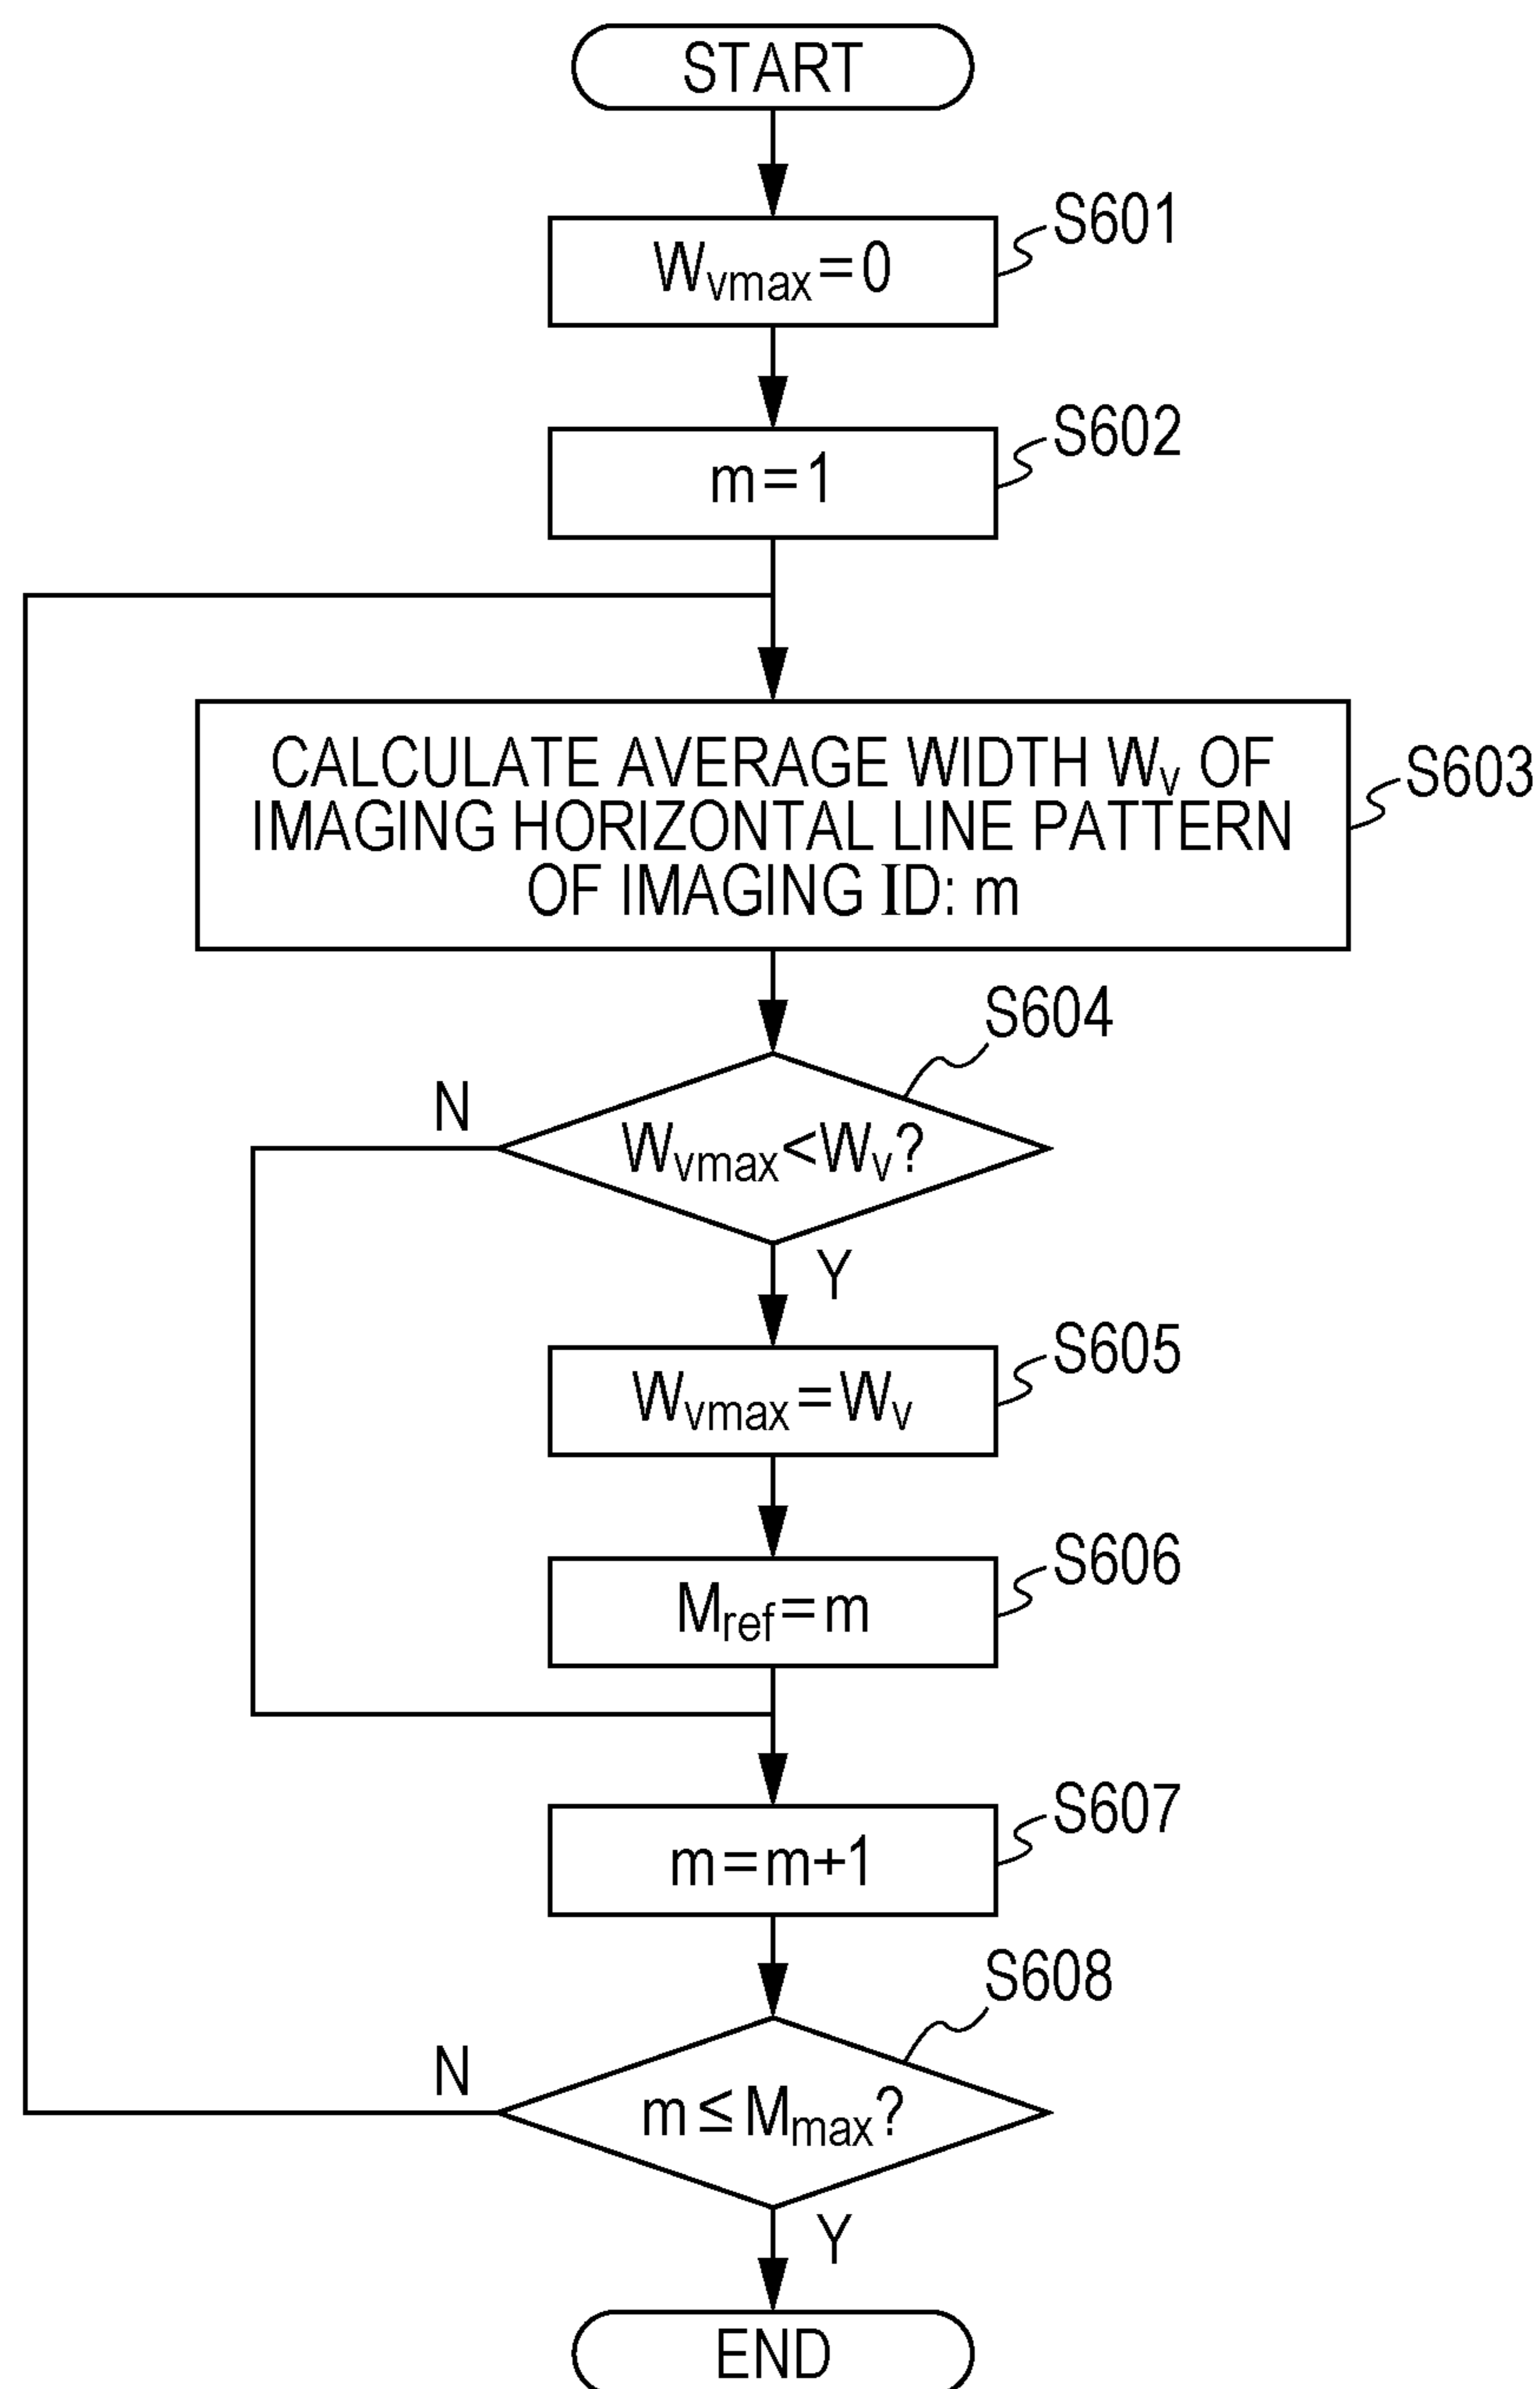 START
S601
Wvmax=0
S602
m=1
S603
CALCULATE AVERAGE WIDTH Wv OF
IMAGING HORIZONTAL LINE PATTERN
OF IMAGING ID: m
S604
N
Wvmax<Wv?
Y
S605
Wvmax=Wv
S606
Mref=m
S607
m=m+1
S608
N
m≤Mmax?
Y
END